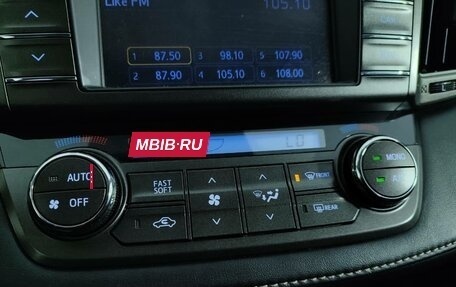 Like FM
105.10
1 87.50 3 98.10 5 107.90
2 87.90 4 105.10 6 108.00
MBIB.RU
LO
AUTO
OFF
FAST
SOFT
FRONT
REAR
MONO